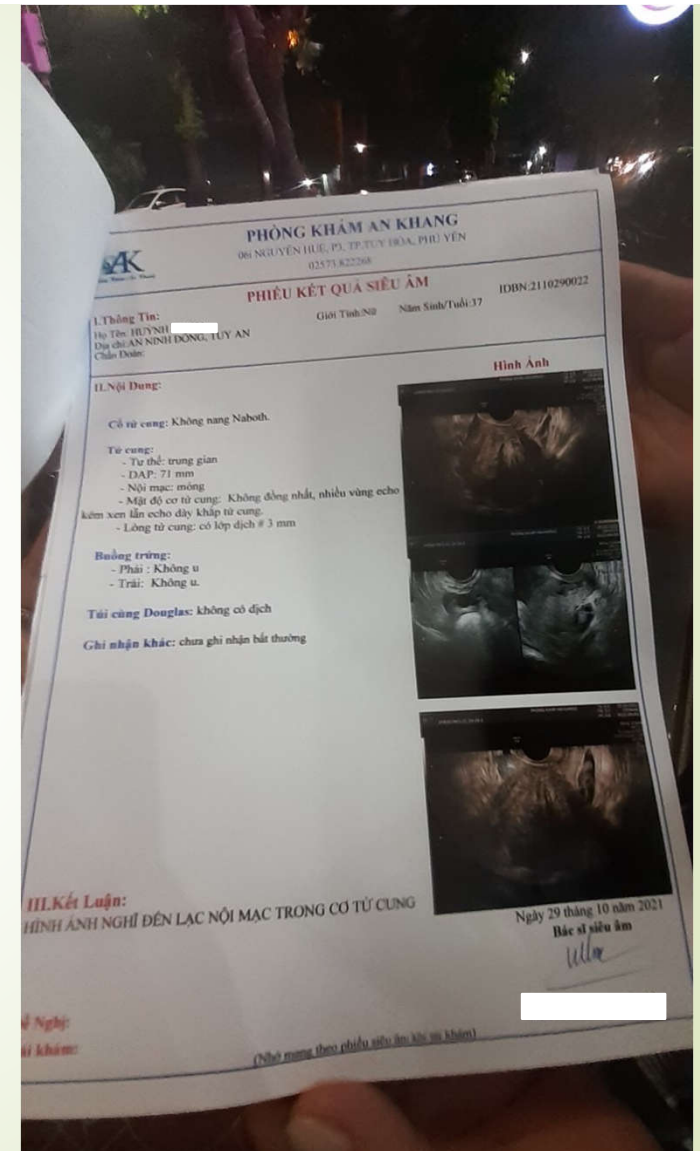 AK
PHÒNG KHÁM AN KHANG
06i NGUYỄN HUỆ, P3, TP.TUY HÒA, PHÚ YÊN
02573 822268
PHIẾU KẾT QUẢ SIÊU ÂM
IDBN:2110290022
I.Thông Tin:
Giới Tính:Nữ Năm Sinh/Tuổi:37
Họ Tên: HUỲNH
Địa chỉ:AN NINH ĐÔNG, TUY AN
Chẩn Đoán:
II.Nội Dung:
Hình Ảnh
Cổ tử cung: Không nang Naboth.
Tử cung:
- Tư thế: trung gian
- DAP: 71 mm
- Nội mạc: mỏng
- Mật độ cơ tử cung: Không đồng nhất, nhiều vùng echo
kém xen lẫn echo dày khắp tử cung.
- Lòng tử cung: có lớp dịch # 3 mm
Buồng trứng:
- Phải : Không u
- Trái: Không u.
Túi cùng Douglas: không có dịch
Ghi nhận khác: chưa ghi nhận bất thường
III.Kết Luận:
HÌNH ẢNH NGHĨ ĐẾN LẠC NỘI MẠC TRONG CƠ TỬ CUNG
Ngày 29 tháng 10 năm 2021
Bác sĩ siêu âm
Nghị:
khám:
(Nhớ mang theo phiếu siêu âm khi tái khám)